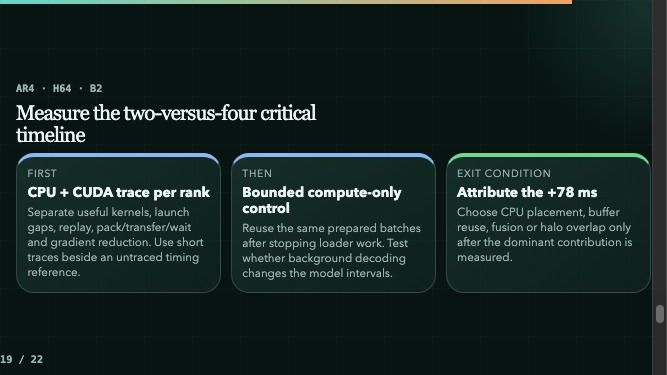 AR4 · H64 · B2
Measure the two-versus-four critical
timeline
FIRST
CPU + CUDA trace per rank
Separate useful kernels, launch
gaps, replay, pack/transfer/wait
and gradient reduction. Use short
traces beside an untraced timing
reference.
THEN
Bounded compute-only
control
Reuse the same prepared batches
after stopping loader work. Test
whether background decoding
changes the model intervals.
EXIT CONDITION
Attribute the +78 ms
Choose CPU placement, buffer
reuse, fusion or halo overlap only
after the dominant contribution is
measured.
19 / 22